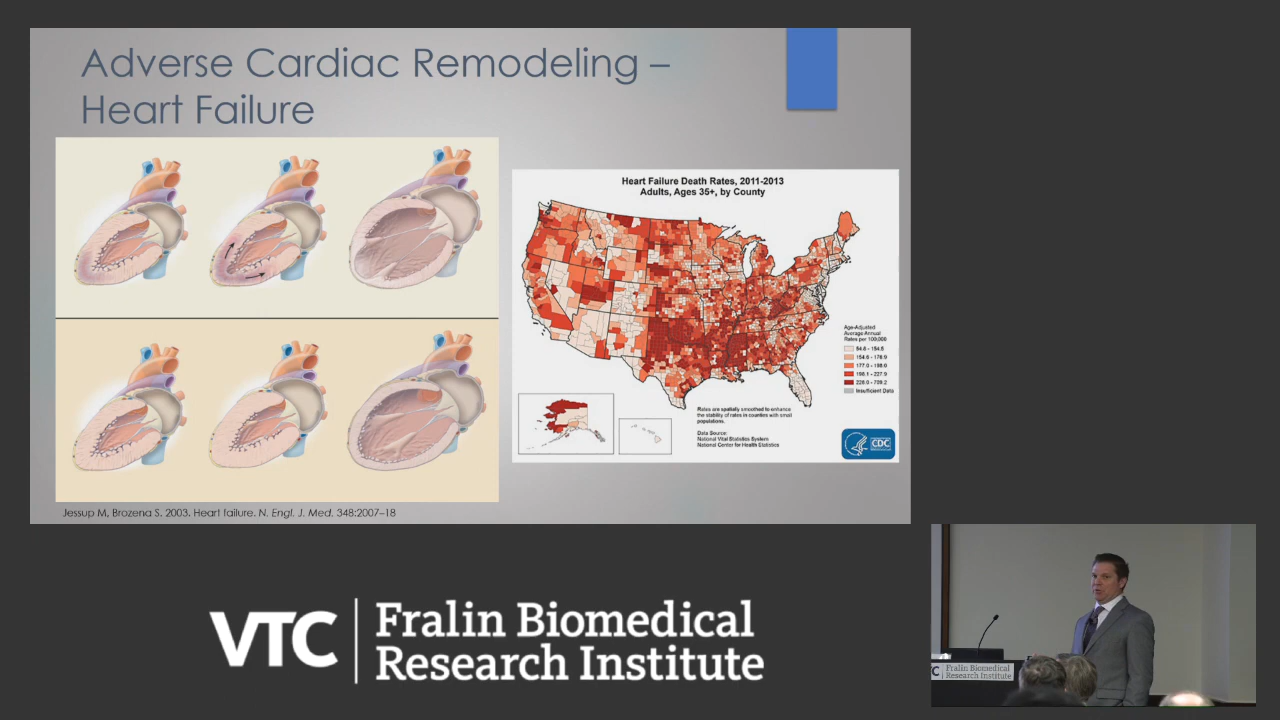 Adverse Cardiac Remodeling –
Heart Failure
Heart Failure Death Rates, 2011-2013
Adults, Ages 35+, by County
Age-Adjusted
Average Annual
Rates per 100,000
54.6 - 154.5
154.6 - 176.9
177.0 - 198.0
198.1 - 227.9
228.0 - 709.2
Insufficient Data
Rates are spatially smoothed to enhance
the stability of rates in counties with small
populations.
Data Source:
National Vital Statistics System
National Center for Health Statistics
CDC
Jessup M, Brozena S. 2003. Heart failure. N. Engl. J. Med. 348:2007–18
VTC
Fralin Biomedical
Research Institute
Fralin Biomedical
Research Institute